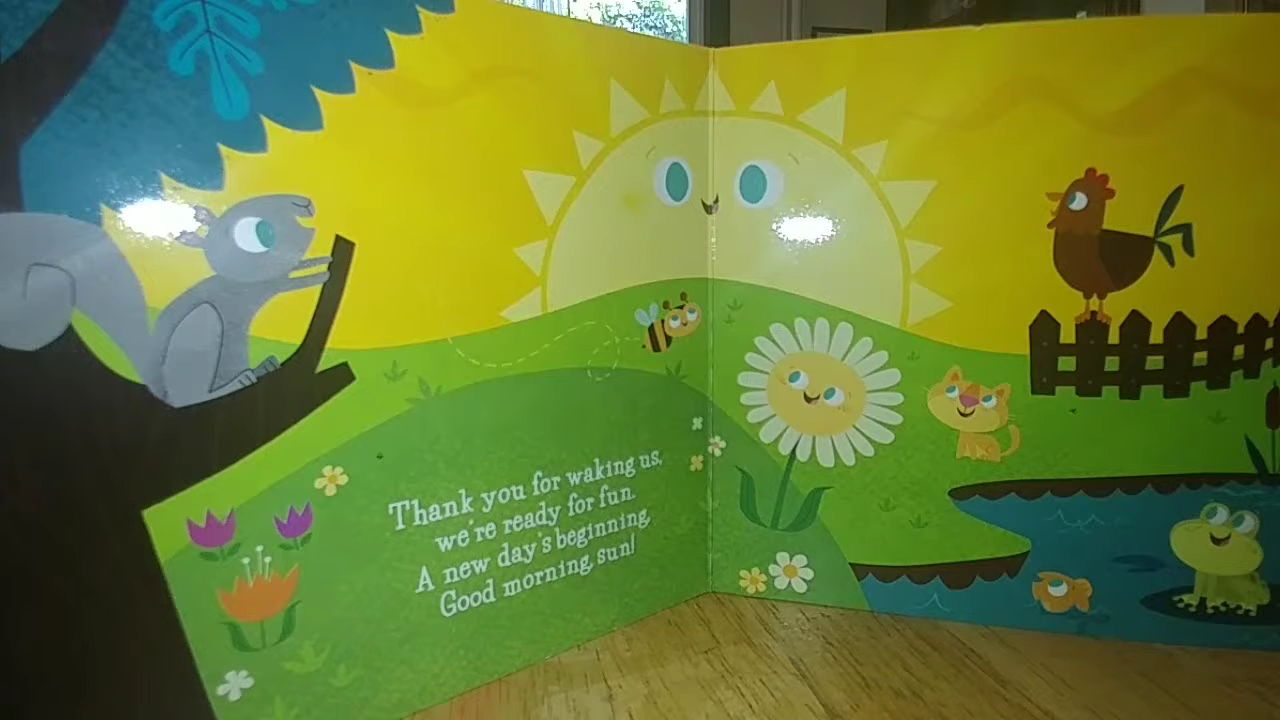 Thank you for waking us,
we're ready for fun.
A new day's beginning,
Good morning, sun!